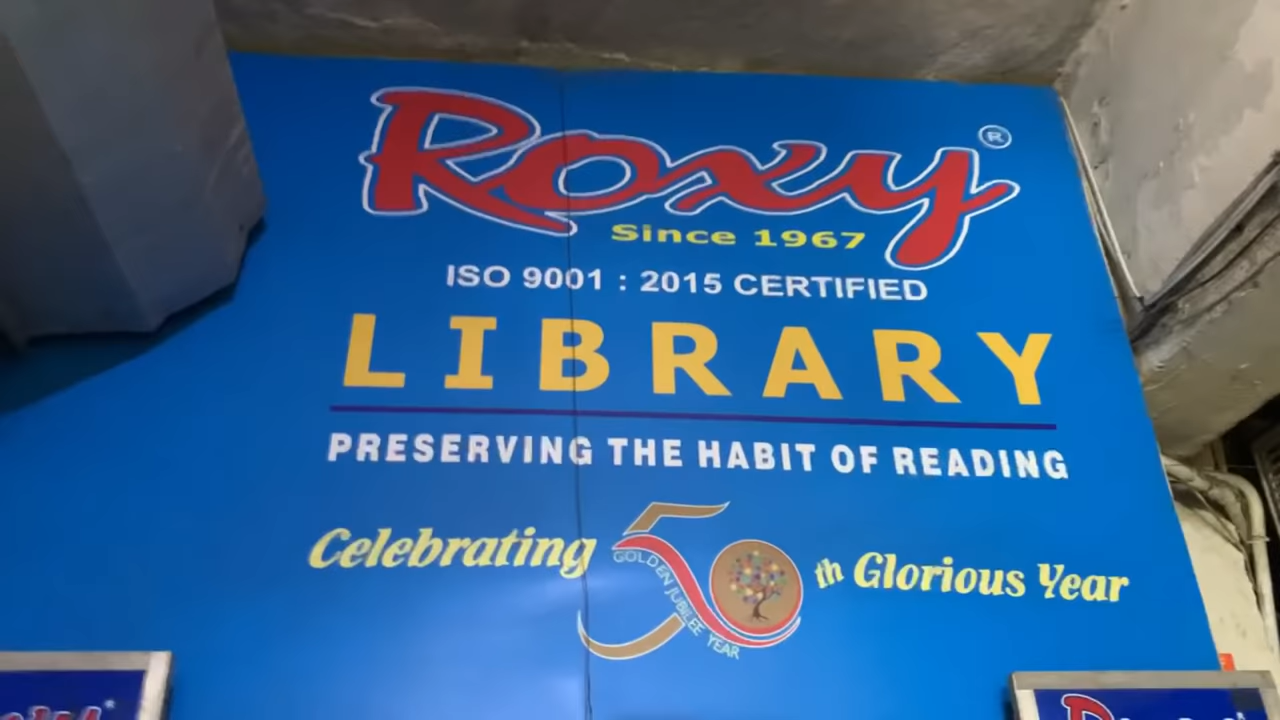 Roxy ®
Since 1967
ISO 9001 : 2015 CERTIFIED
LIBRARY
PRESERVING THE HABIT OF READING
Celebrating 50th Glorious Year
GOLDEN JUBILEE YEAR